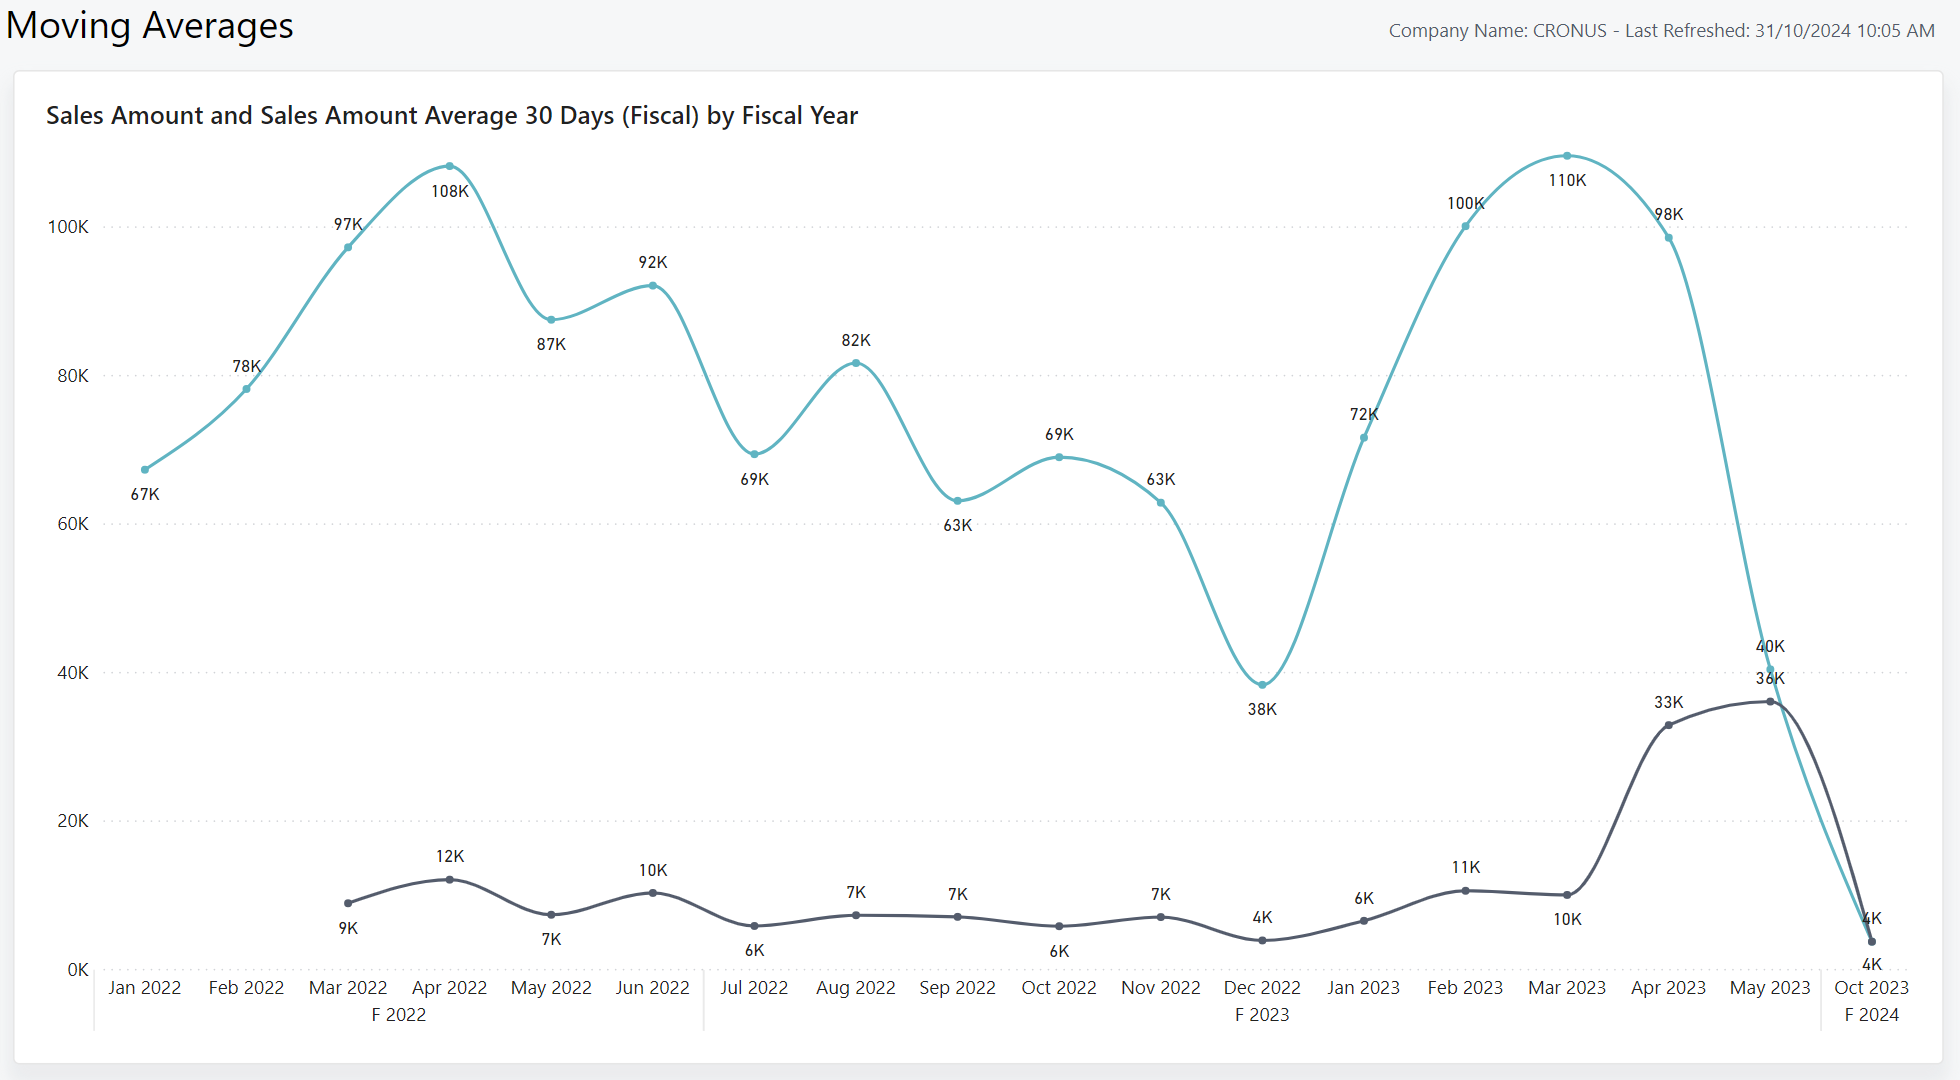 Moving Averages
Company Name: CRONUS - Last Refreshed: 31/10/2024 10:05 AM
Sales Amount and Sales Amount Average 30 Days (Fiscal) by Fiscal Year
100K
80K
60K
40K
20K
0K
67K
78K
97K
108K
87K
92K
69K
82K
63K
69K
63K
38K
72K
100K
110K
98K
40K
4K
9K
12K
7K
10K
6K
7K
7K
6K
7K
4K
6K
11K
10K
33K
36K
4K
Jan 2022 Feb 2022 Mar 2022 Apr 2022 May 2022 Jun 2022 Jul 2022 Aug 2022 Sep 2022 Oct 2022 Nov 2022 Dec 2022 Jan 2023 Feb 2023 Mar 2023 Apr 2023 May 2023 Oct 2023
F 2022 F 2023 F 2024